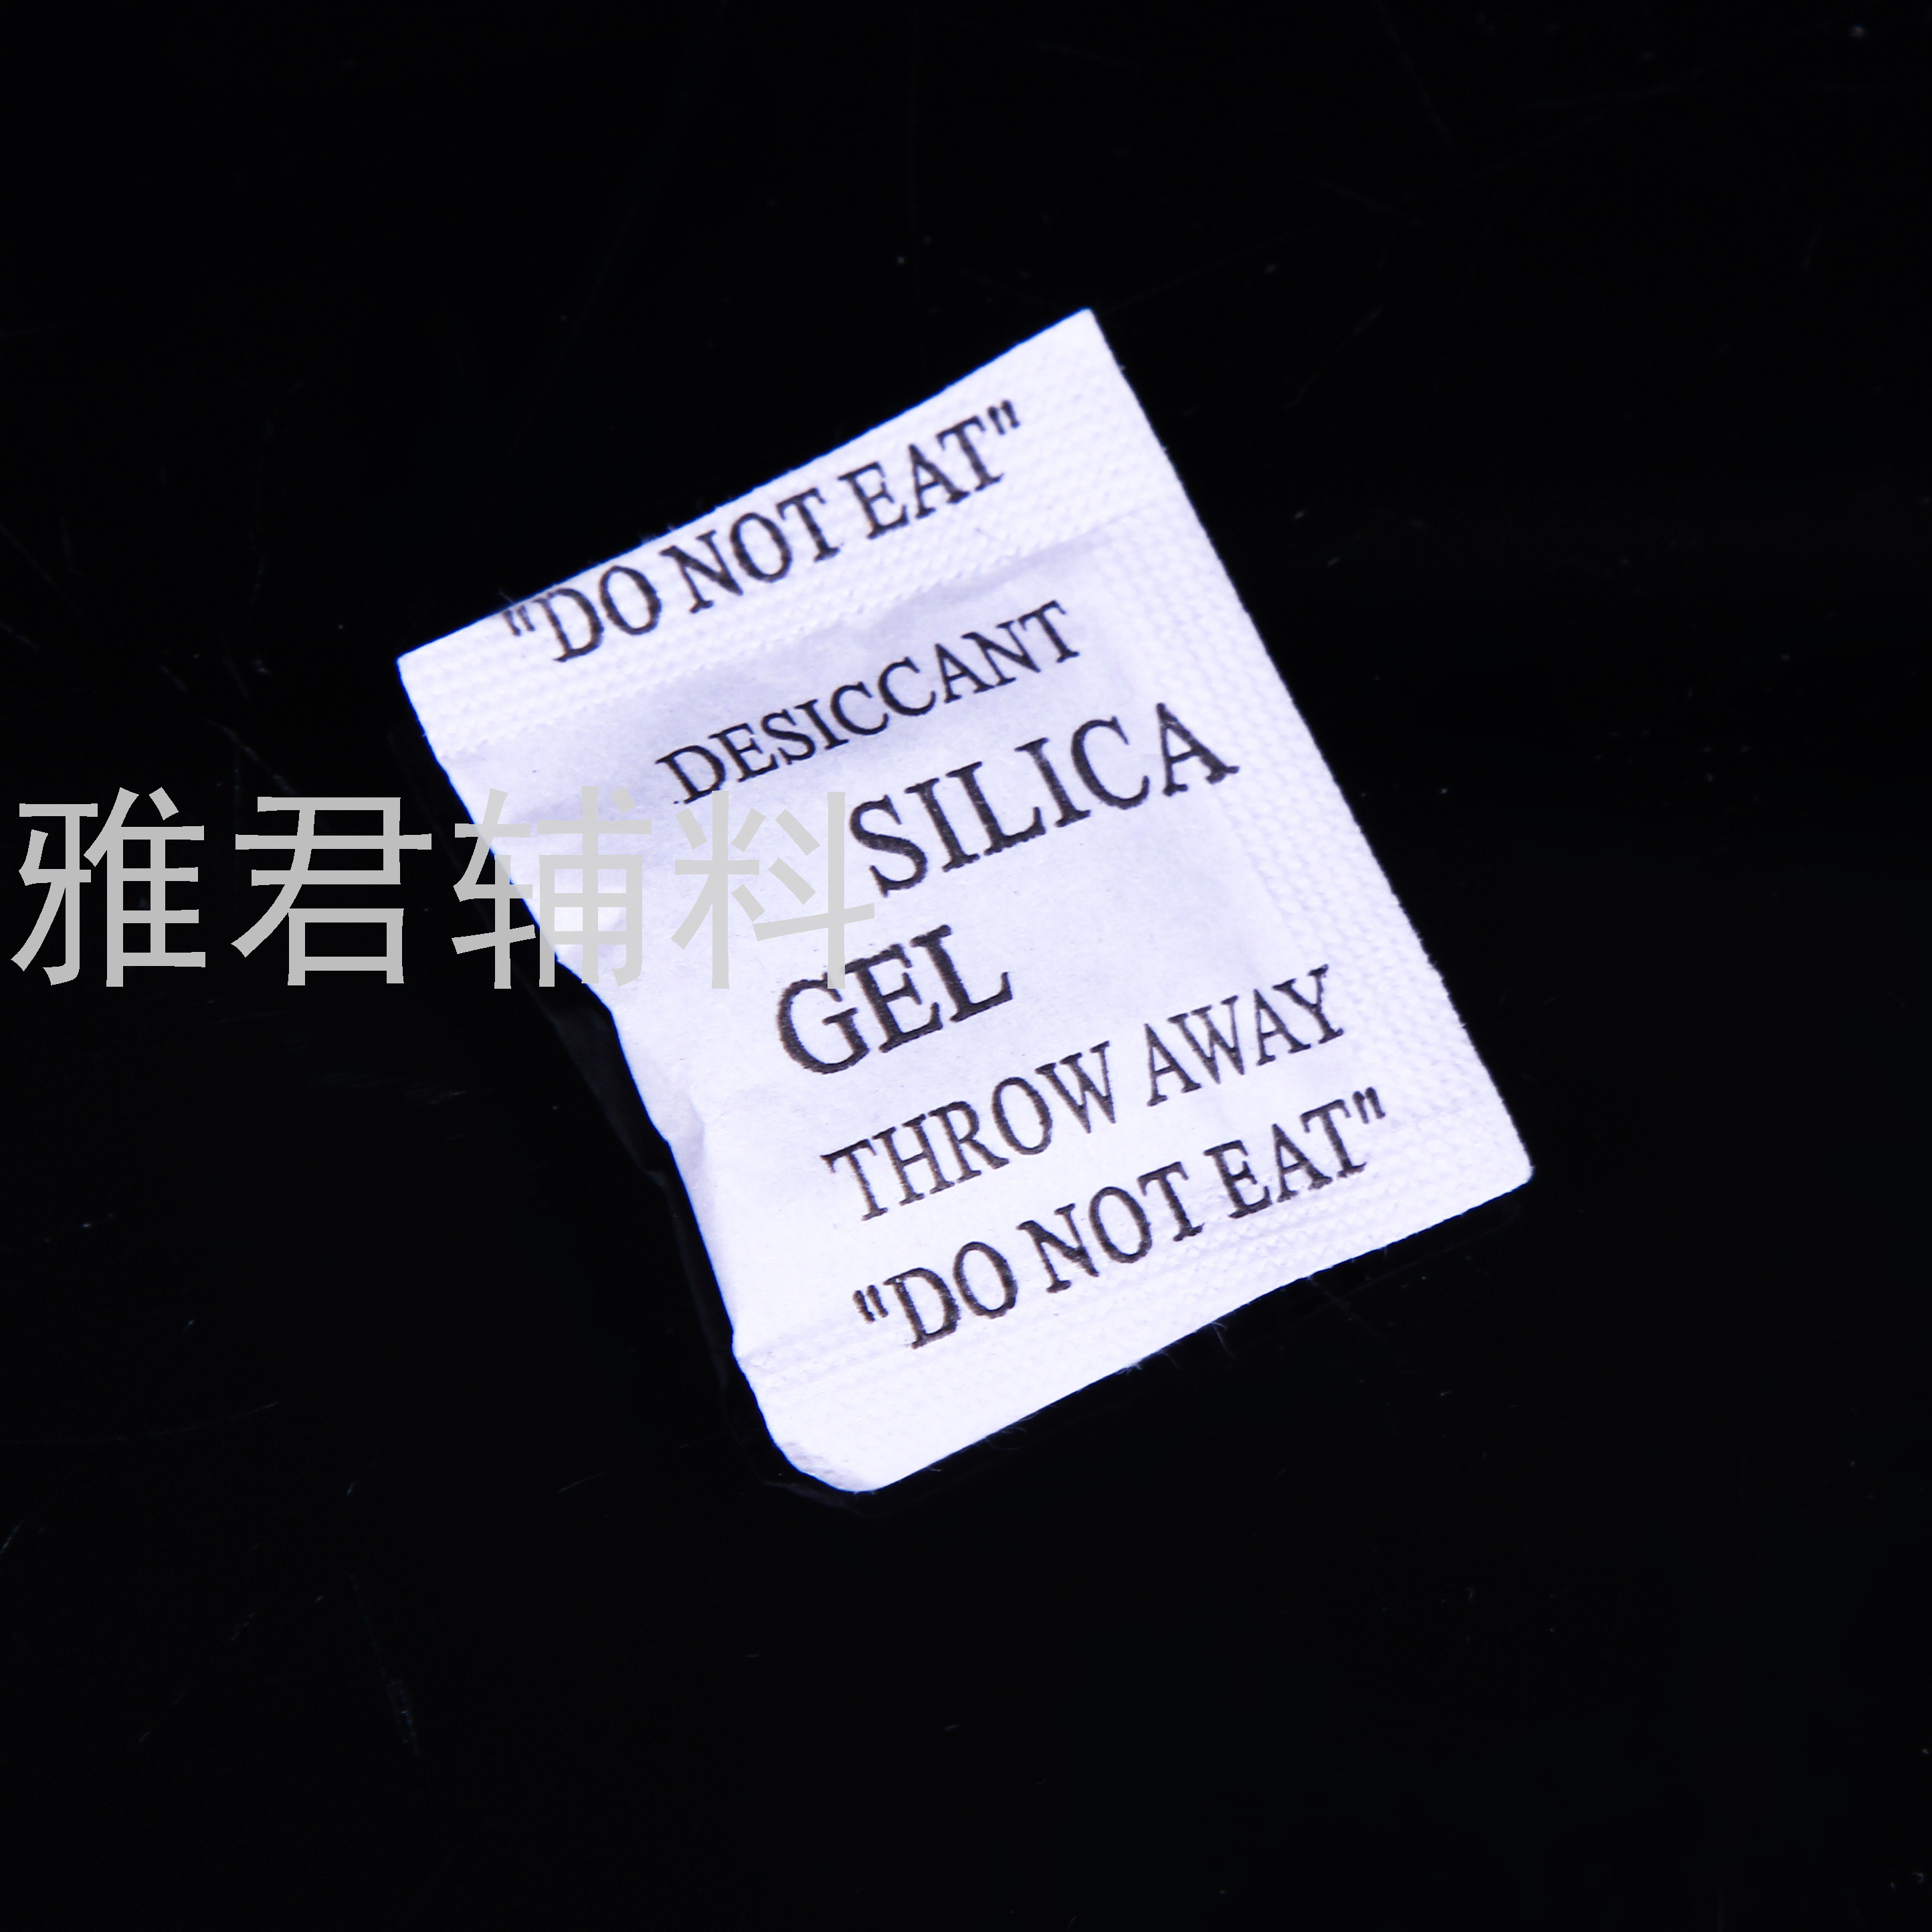 "DO NOT EAT"
DESICCANT
SILICA
GEL
THROW AWAY
"DO NOT EAT"
雅君辅料